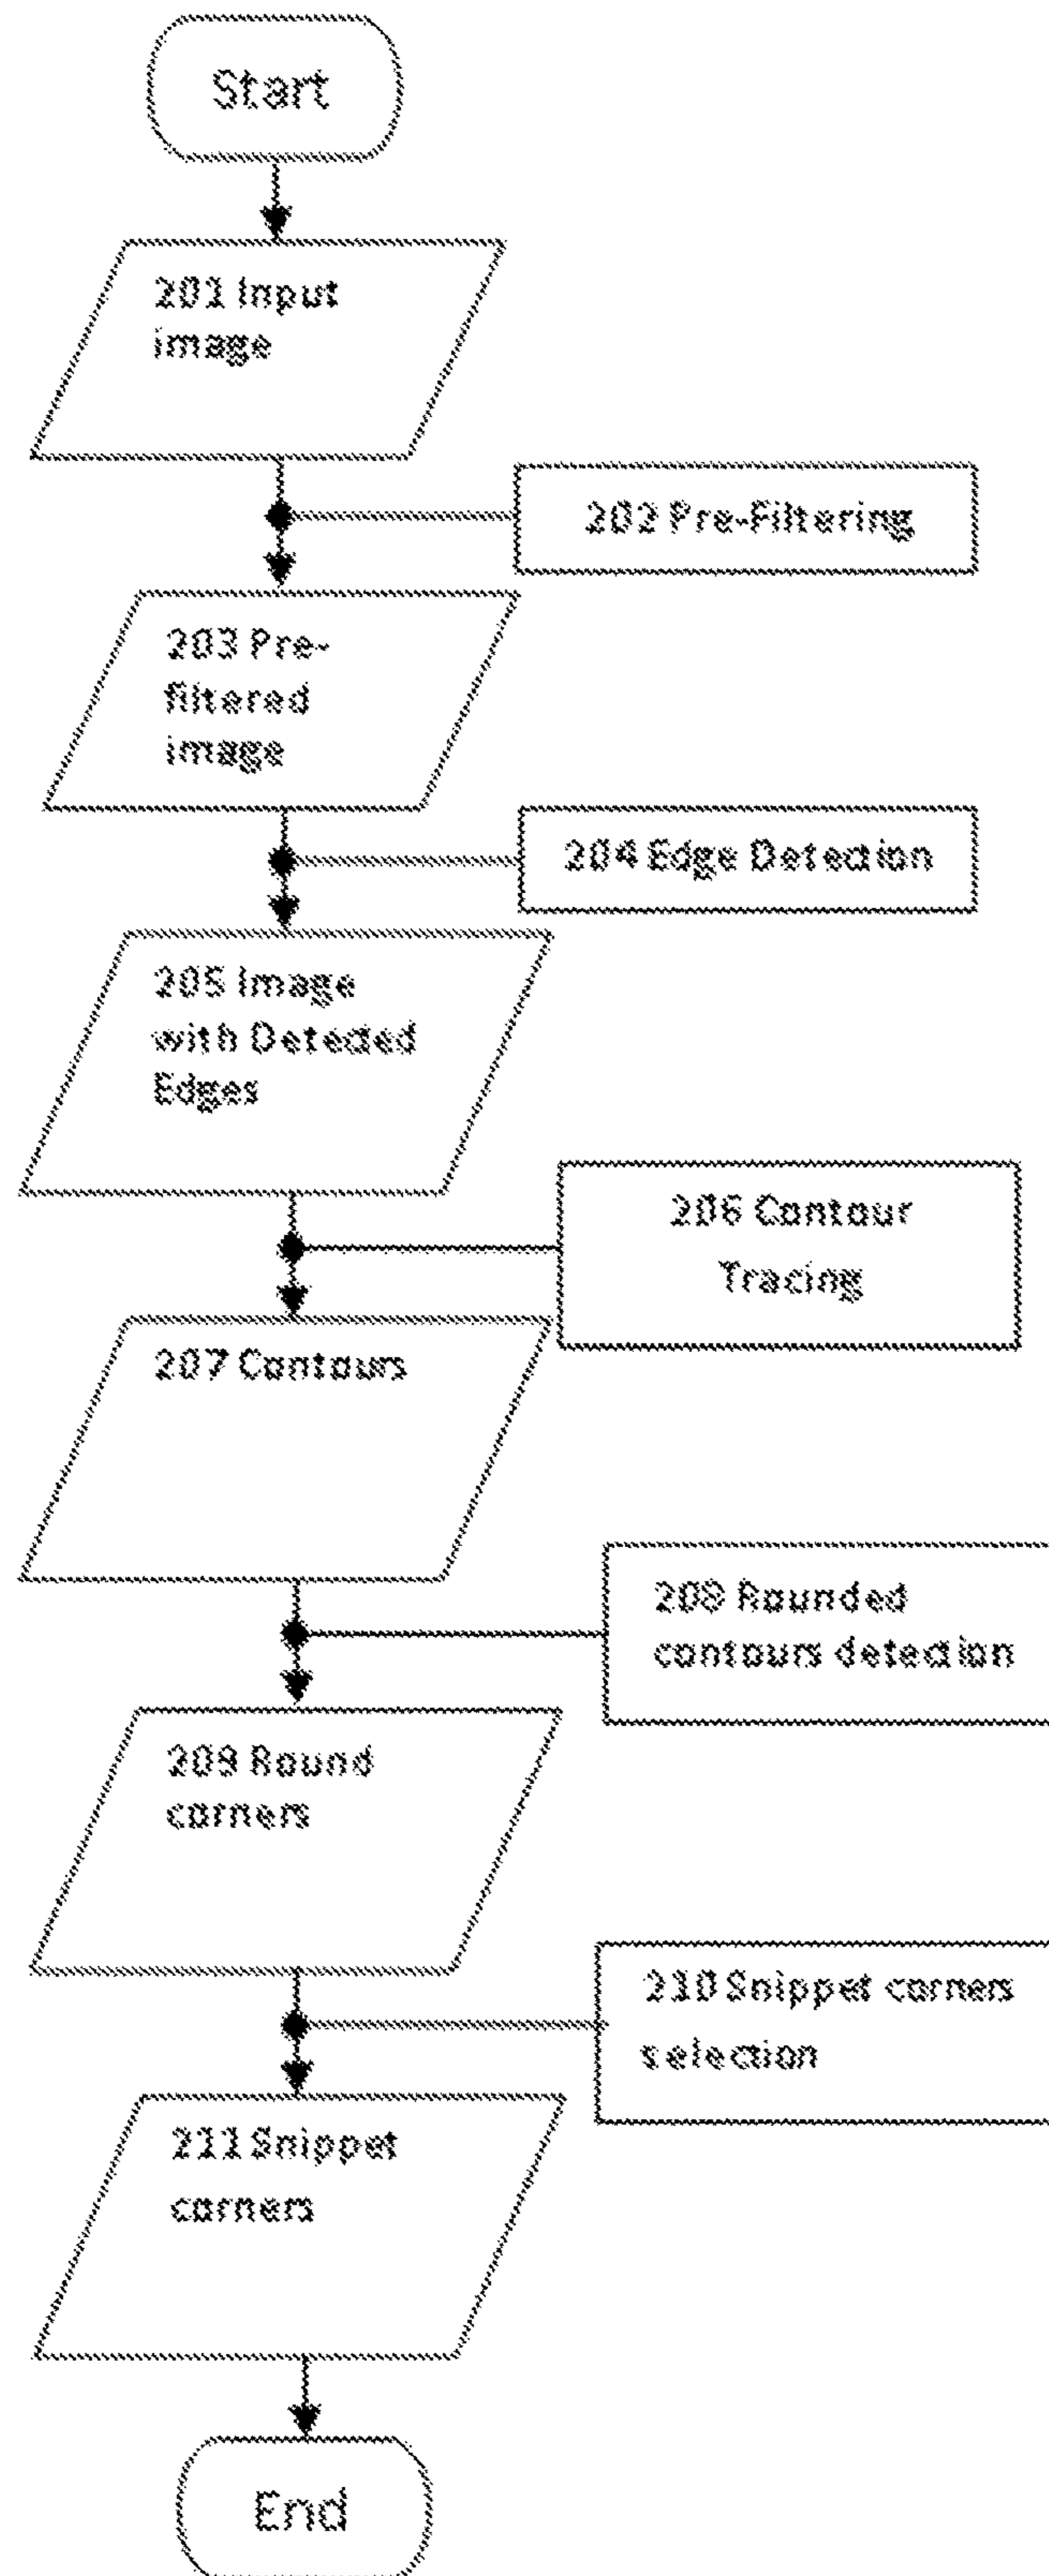 Start
201 Input
image
202 Pre-Filtering
203 Pre-
filtered
image
204 Edge Detection
205 Image
with Detected
Edges
206 Contour
Tracing
207 Contours
208 Rounded
contours detection
209 Round
corners
210 Snippet corners
selection
211 Snippet
corners
End